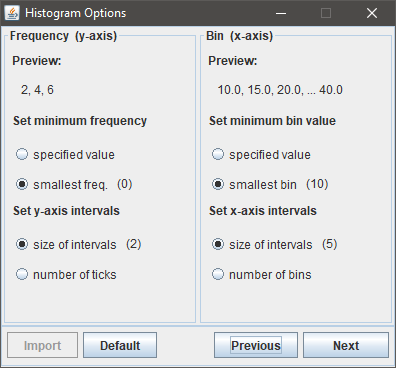 Histogram Options
Frequency (y-axis)
Preview:
2, 4, 6
Set minimum frequency
specified value
smallest freq. (0)
Set y-axis intervals
size of intervals (2)
number of ticks
Bin (x-axis)
Preview:
10.0, 15.0, 20.0, ... 40.0
Set minimum bin value
specified value
smallest bin (10)
Set x-axis intervals
size of intervals (5)
number of bins
Import Default Previous Next